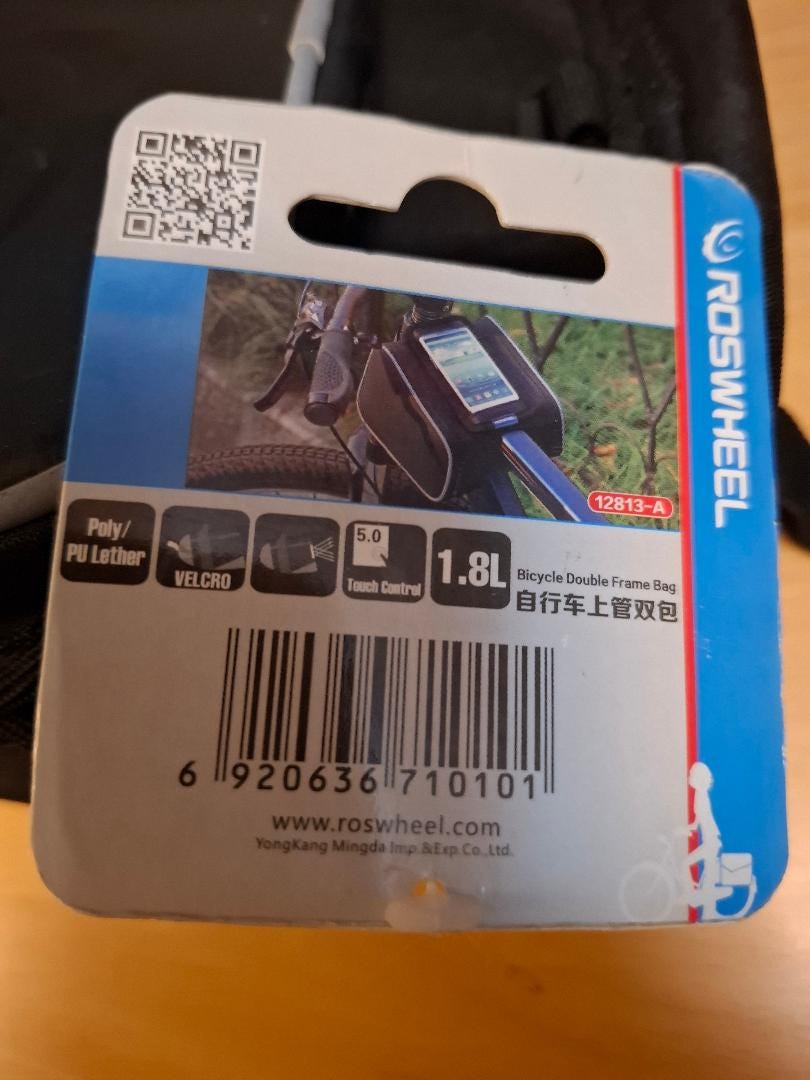 ROSWHEEL
12813-A
Poly/
PU Lether
VELCRO
5.0
Touch Control
1.8L
Bicycle Double Frame Bag
自行车上管双包
6 920636 710101
www.roswheel.com
YongKang Mingda Imp.&Exp.Co.,Ltd.